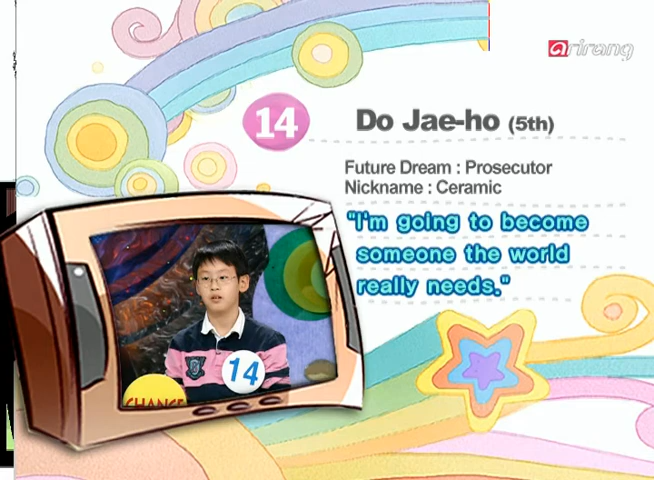 arirang
14
Do Jae-ho (5th)
Future Dream : Prosecutor
Nickname : Ceramic
"I'm going to become
someone the world
really needs."
14
CHANCE